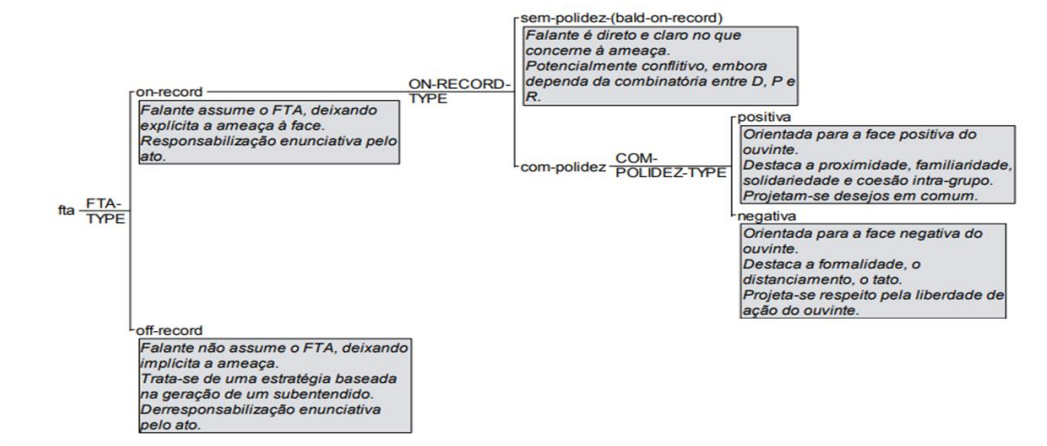 sem-polidez-(bald-on-record)
Falante é direto e claro no que
concerne à ameaça.
Potencialmente conflitivo, embora
dependa da combinatória entre D, P e
R.
on-record
ON-RECORD-
TYPE
Falante assume o FTA, deixando
explícita a ameaça à face.
Responsabilização enunciativa pelo
ato.
com-polidez
COM-
POLIDEZ-TYPE
positiva
Orientada para a face positiva do
ouvinte.
Destaca a proximidade, familiaridade,
solidariedade e coesão intra-grupo.
Projetam-se desejos em comum.
fta
FTA-
TYPE
negativa
Orientada para a face negativa do
ouvinte.
Destaca a formalidade, o
distanciamento, o tato.
Projeta-se respeito pela liberdade de
ação do ouvinte.
off-record
Falante não assume o FTA, deixando
implícita a ameaça.
Trata-se de uma estratégia baseada
na geração de um subentendido.
Derresponsabilização enunciativa
pelo ato.